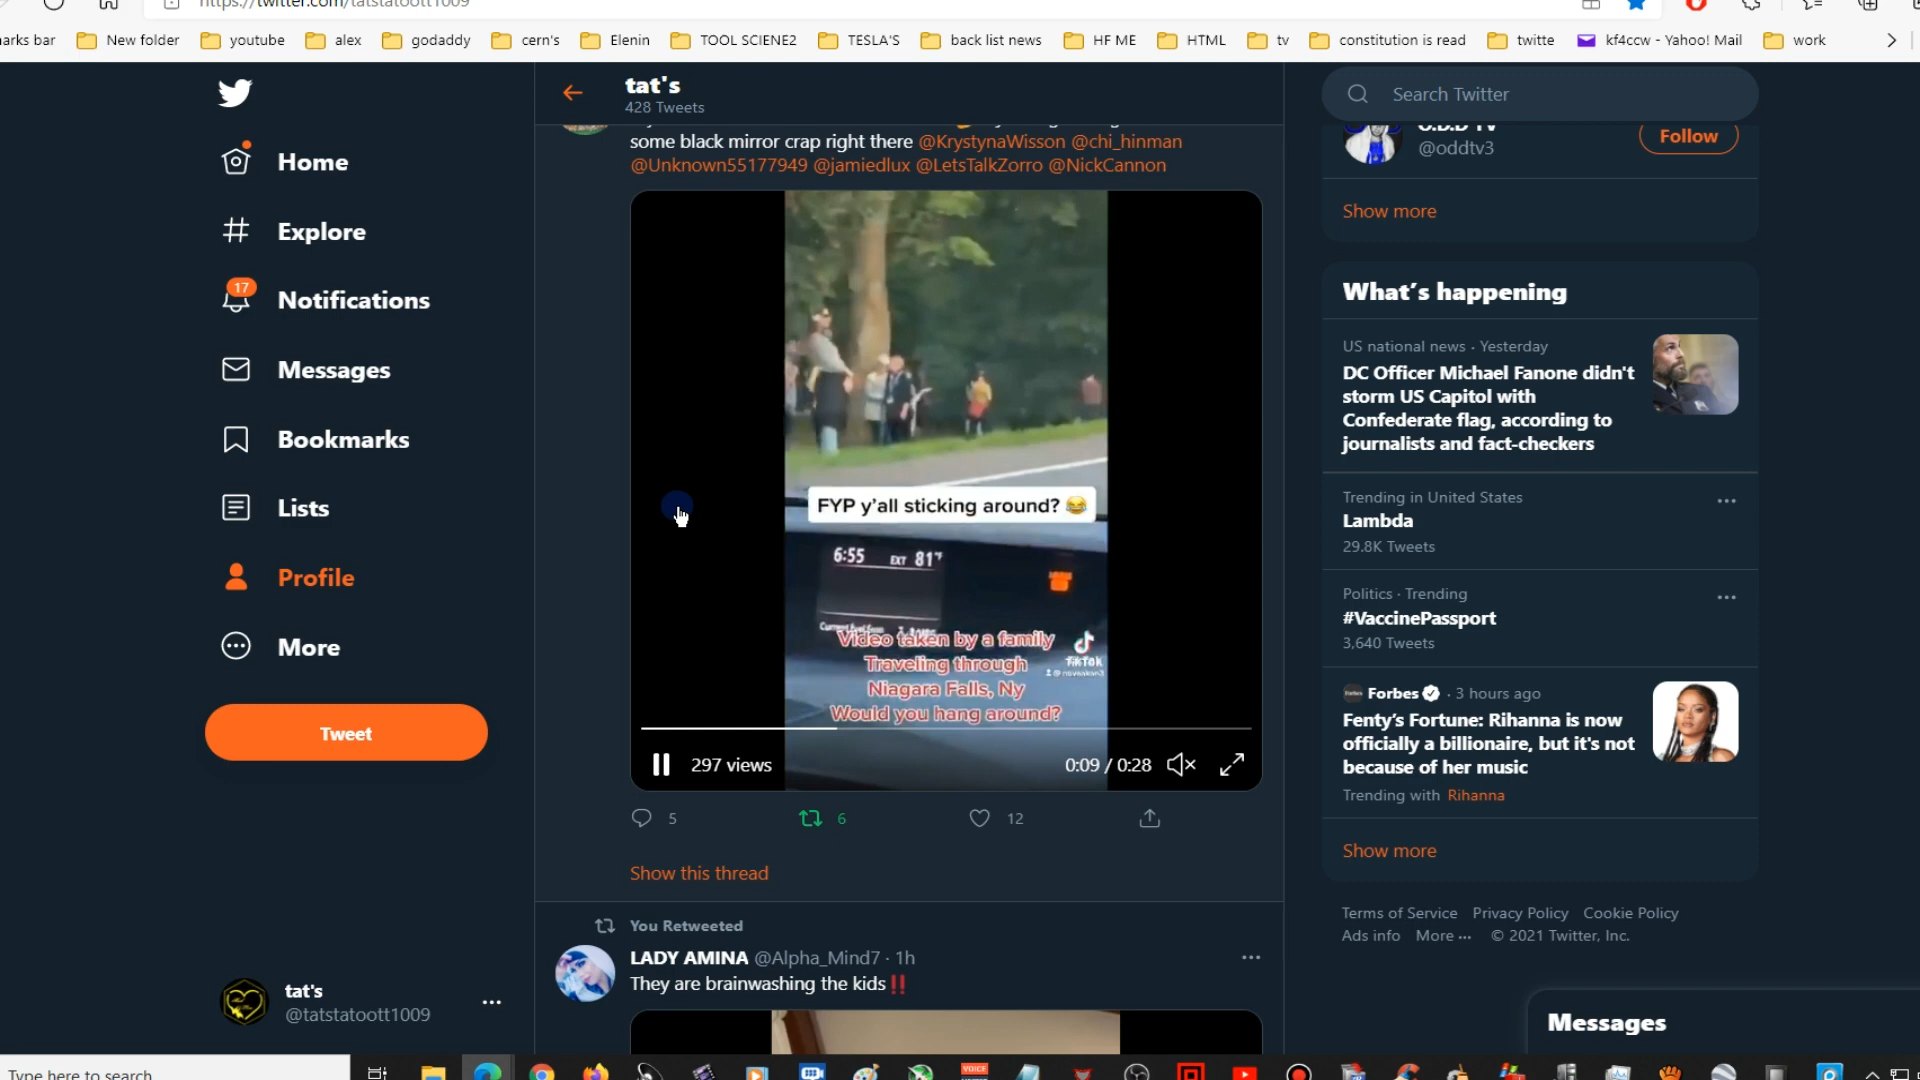 arks bar New folder youtube alex godaddy cern's Elenin TOOL SCIENE2 TESLA'S back list news HF ME HTML tv constitution is read twitte kf4ccw - Yahoo! Mail work
tat's
428 Tweets
Search Twitter
Home
Explore
17
Notifications
Messages
Bookmarks
Lists
Profile
More
Tweet
tat's
@tatstatoott1009
some black mirror crap right there @KrystynaWisson @chi_hinman
@Unknown55177949 @jamiedlux @LetsTalkZorro @NickCannon
FYP y'all sticking around? 😂
6:55 EXT 81°F
Video taken by a family
Traveling through
Niagara Falls, Ny
Would you hang around?
TikTok
297 views
0:09 / 0:28
5
6
12
Show this thread
You Retweeted
LADY AMINA @Alpha_Mind7 · 1h
They are brainwashing the kids‼️
@oddtv3
Follow
Show more
What's happening
US national news · Yesterday
DC Officer Michael Fanone didn't
storm US Capitol with
Confederate flag, according to
journalists and fact-checkers
Trending in United States
Lambda
29.8K Tweets
Politics · Trending
#VaccinePassport
3,640 Tweets
Forbes · 3 hours ago
Fenty's Fortune: Rihanna is now
officially a billionaire, but it's not
because of her music
Trending with Rihanna
Show more
Terms of Service Privacy Policy Cookie Policy
Ads info More ··· © 2021 Twitter, Inc.
Messages
Type here to search
VOICE